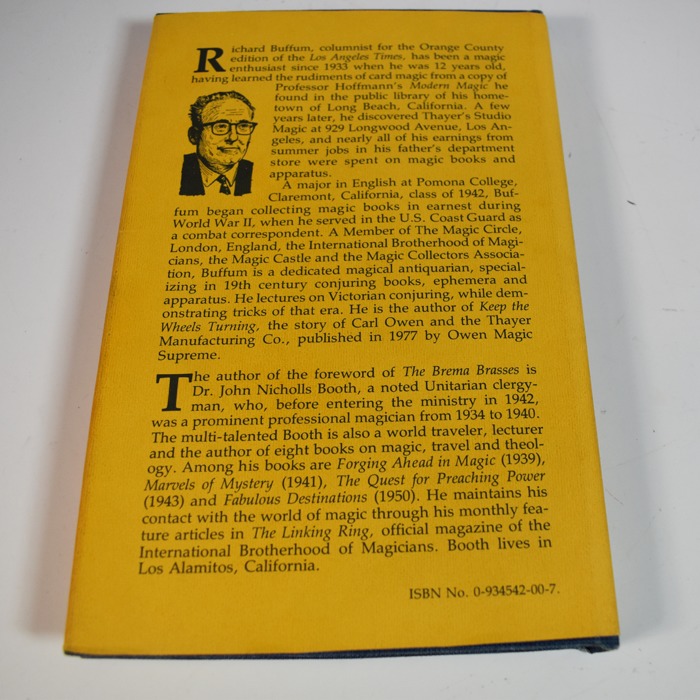 Richard Buffum, columnist for the Orange County
edition of the Los Angeles Times, has been a magic
enthusiast since 1933 when he was 12 years old,
having learned the rudiments of card magic from a copy of
Professor Hoffmann's Modern Magic he
found in the public library of his home-
town of Long Beach, California. A few
years later, he discovered Thayer's Studio
Magic at 929 Longwood Avenue, Los An-
geles, and nearly all of his earnings from
summer jobs in his father's department
store were spent on magic books and
apparatus.
A major in English at Pomona College,
Claremont, California, class of 1942, Buf-
fum began collecting magic books in earnest during
World War II, when he served in the U.S. Coast Guard as
a combat correspondent. A Member of The Magic Circle,
London, England, the International Brotherhood of Magi-
cians, the Magic Castle and the Magic Collectors Associa-
tion, Buffum is a dedicated magical antiquarian, special-
izing in 19th century conjuring books, ephemera and
apparatus. He lectures on Victorian conjuring, while dem-
onstrating tricks of that era. He is the author of Keep the
Wheels Turning, the story of Carl Owen and the Thayer
Manufacturing Co., published in 1977 by Owen Magic
Supreme.
The author of the foreword of The Brema Brasses is
Dr. John Nicholls Booth, a noted Unitarian clergy-
man, who, before entering the ministry in 1942,
was a prominent professional magician from 1934 to 1940.
The multi-talented Booth is also a world traveler, lecturer
and the author of eight books on magic, travel and theol-
ogy. Among his books are Forging Ahead in Magic (1939),
Marvels of Mystery (1941), The Quest for Preaching Power
(1943) and Fabulous Destinations (1950). He maintains his
contact with the world of magic through his monthly fea-
ture articles in The Linking Ring, official magazine of the
International Brotherhood of Magicians. Booth lives in
Los Alamitos, California.
ISBN No. 0-934542-00-7.